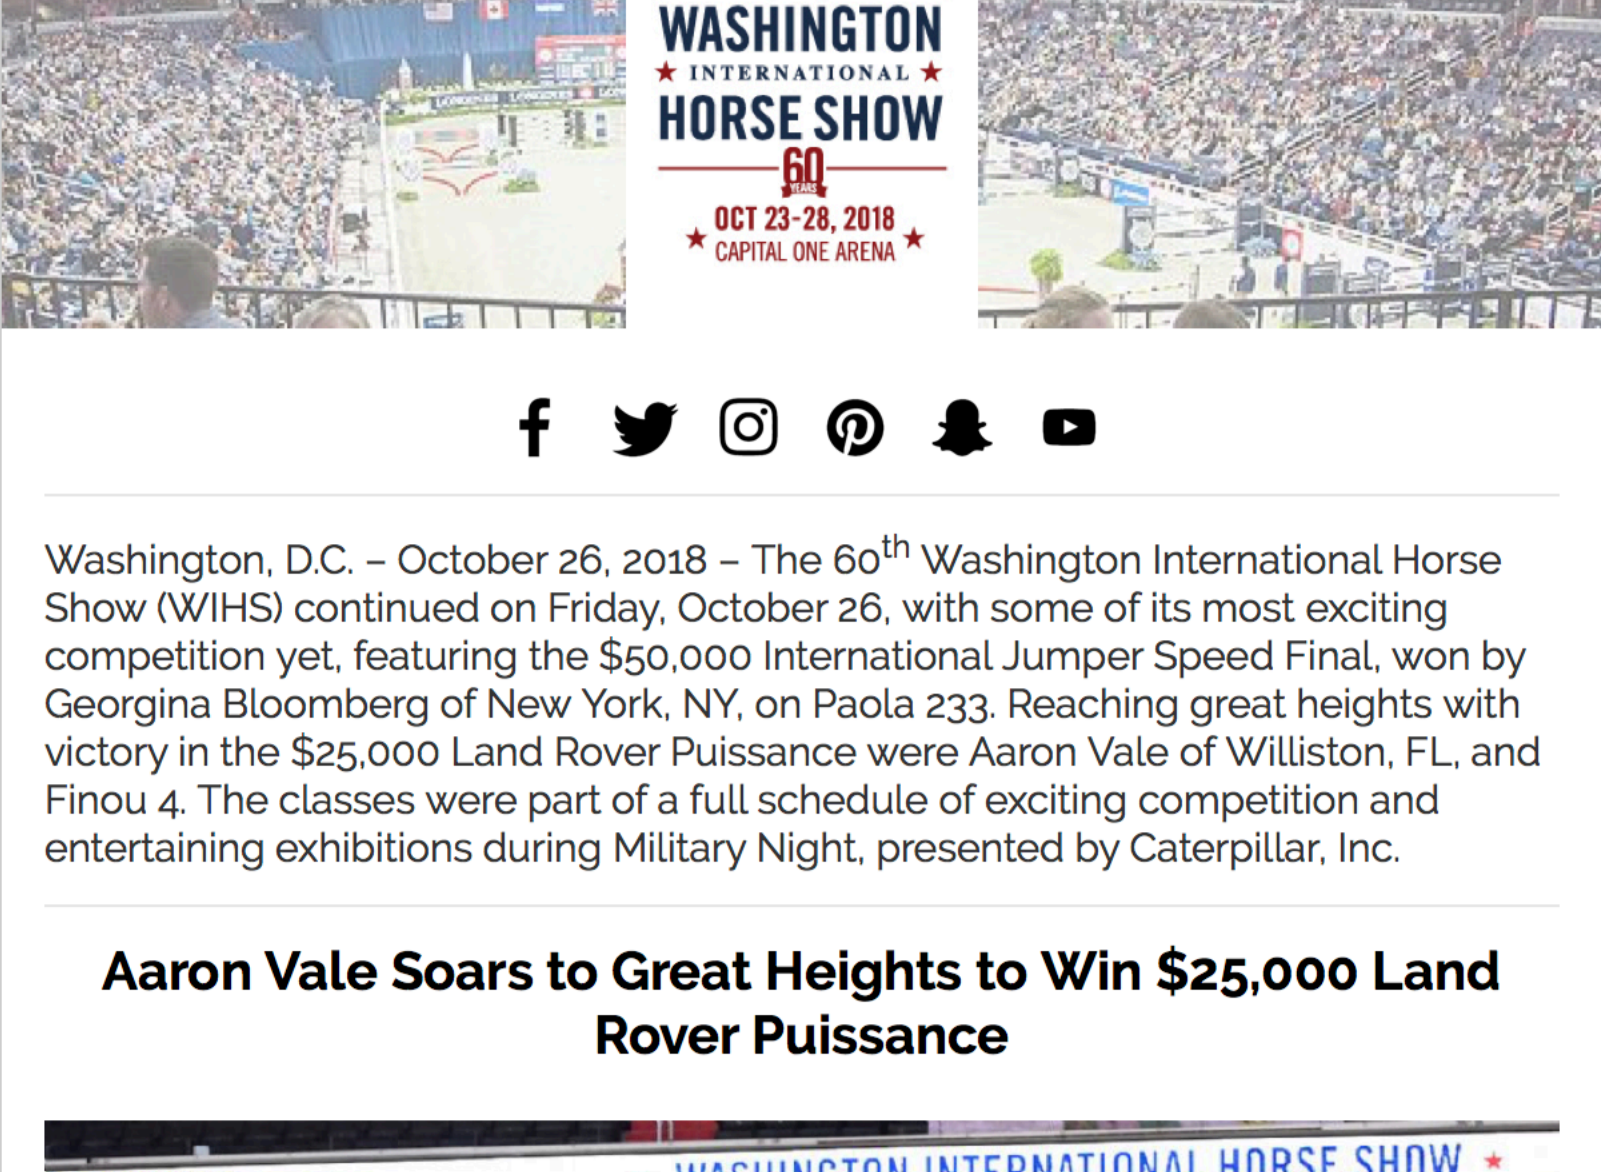 WASHINGTON
INTERNATIONAL
HORSE SHOW
60
YEARS
OCT 23-28, 2018
CAPITAL ONE ARENA
Washington, D.C. – October 26, 2018 – The 60th Washington International Horse
Show (WIHS) continued on Friday, October 26, with some of its most exciting
competition yet, featuring the $50,000 International Jumper Speed Final, won by
Georgina Bloomberg of New York, NY, on Paola 233. Reaching great heights with
victory in the $25,000 Land Rover Puissance were Aaron Vale of Williston, FL, and
Finou 4. The classes were part of a full schedule of exciting competition and
entertaining exhibitions during Military Night, presented by Caterpillar, Inc.
Aaron Vale Soars to Great Heights to Win $25,000 Land
Rover Puissance
WASHINGTON INTERNATIONAL HORSE SHOW